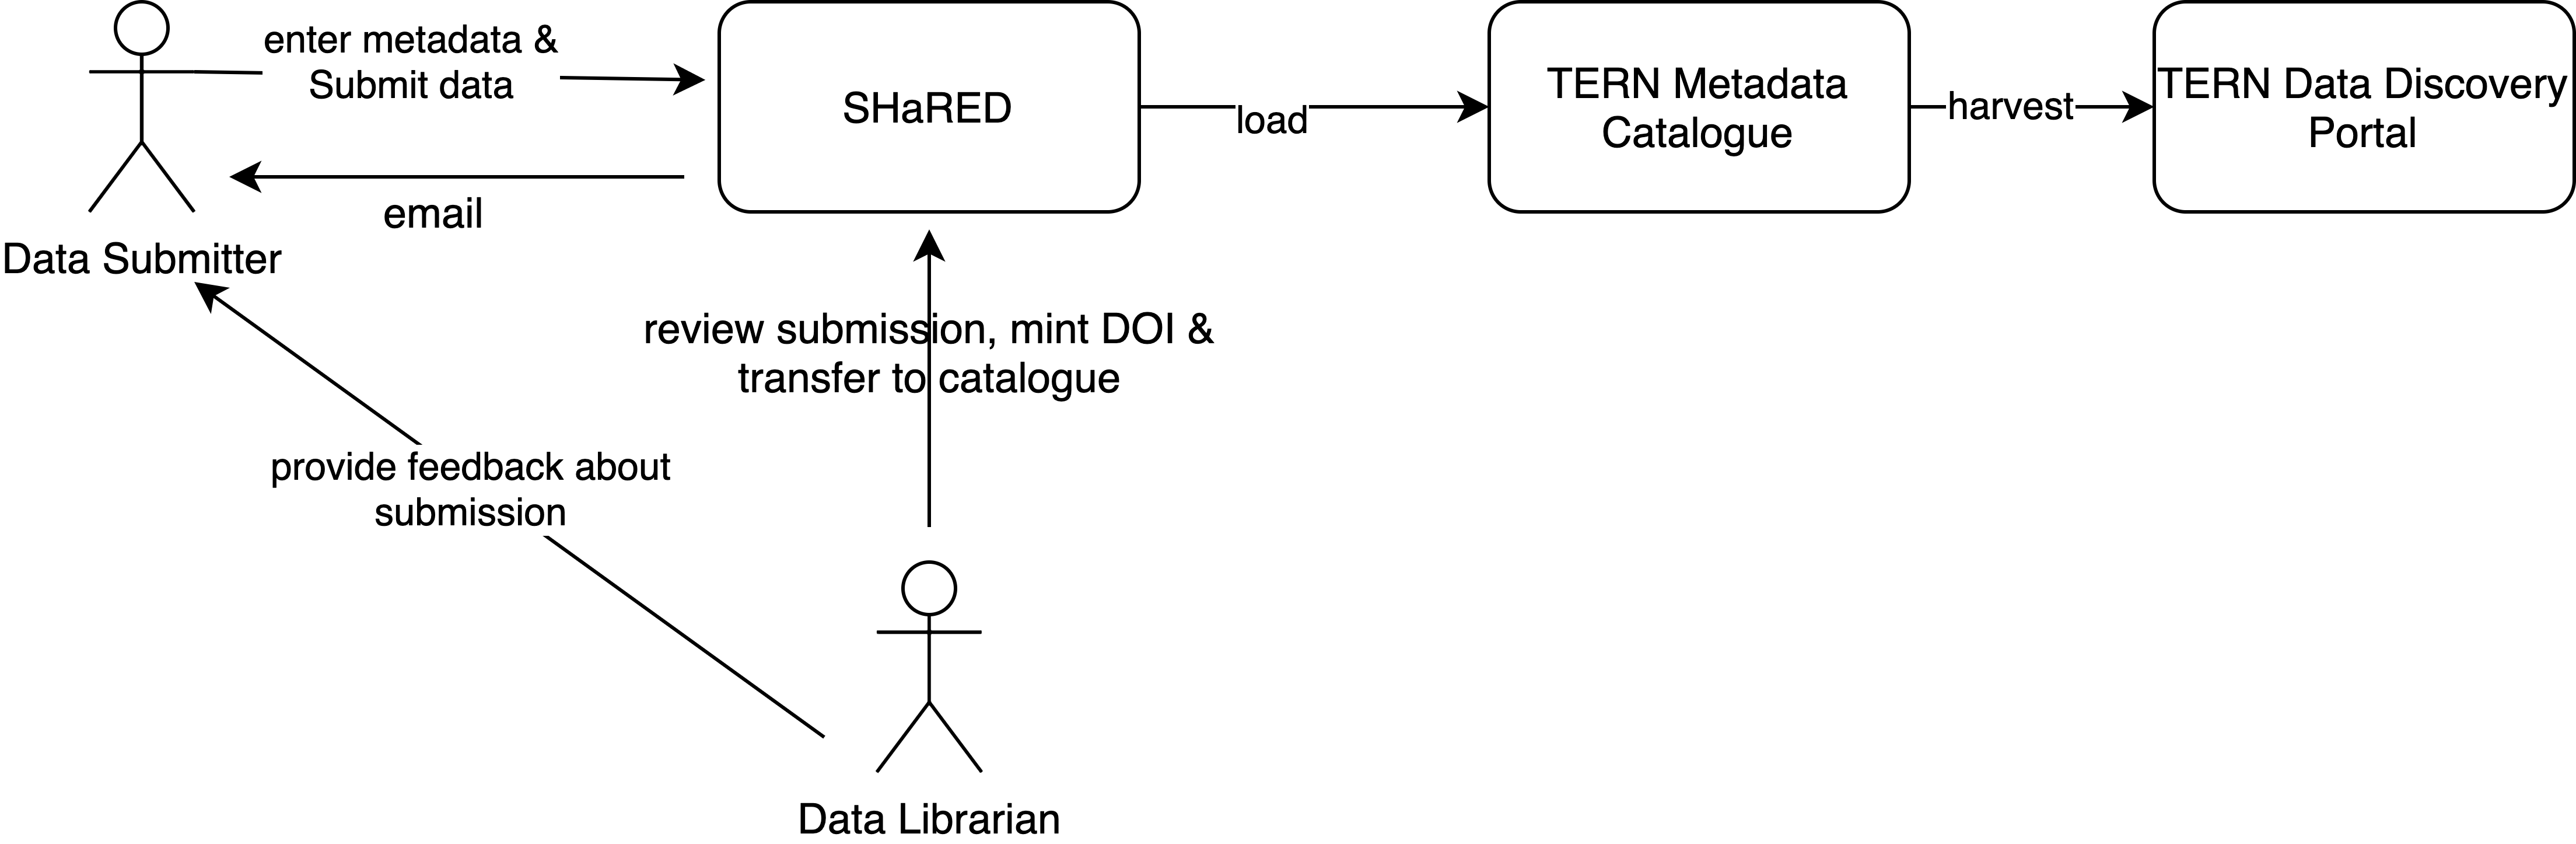 enter metadata &
Submit data
SHaRED
load
TERN Metadata
Catalogue
harvest
TERN Data Discovery
Portal
email
Data Submitter
review submission, mint DOI &
transfer to catalogue
provide feedback about
submission
Data Librarian